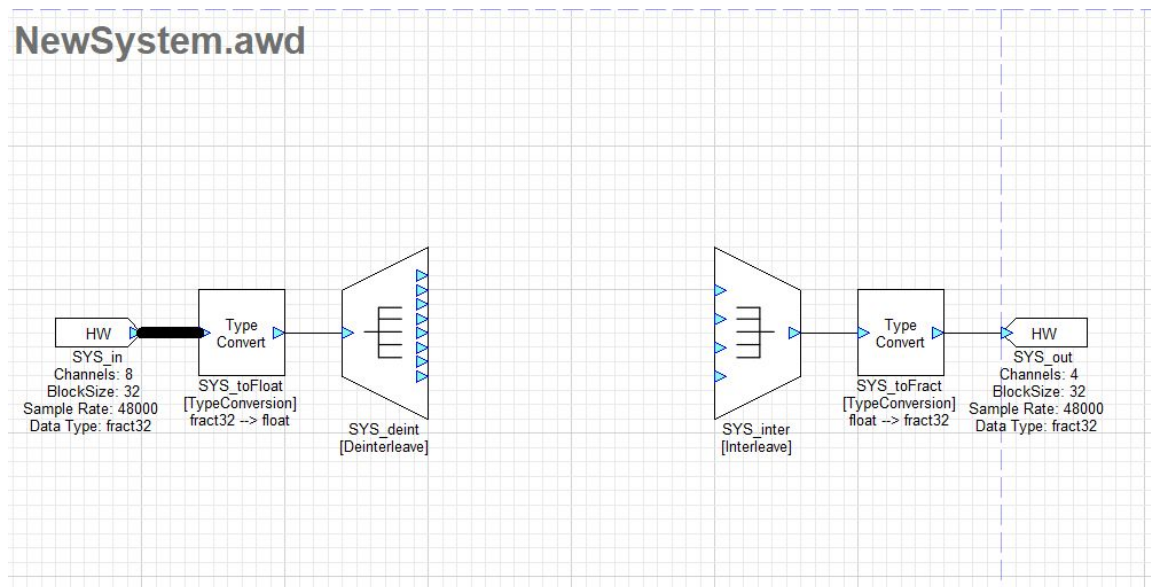 NewSystem.awd
HW
SYS_in
Channels: 8
BlockSize: 32
Sample Rate: 48000
Data Type: fract32
Type
Convert
SYS_toFloat
[TypeConversion]
fract32 --> float
SYS_deint
[Deinterleave]
SYS_inter
[Interleave]
Type
Convert
SYS_toFract
[TypeConversion]
float --> fract32
HW
SYS_out
Channels: 4
BlockSize: 32
Sample Rate: 48000
Data Type: fract32